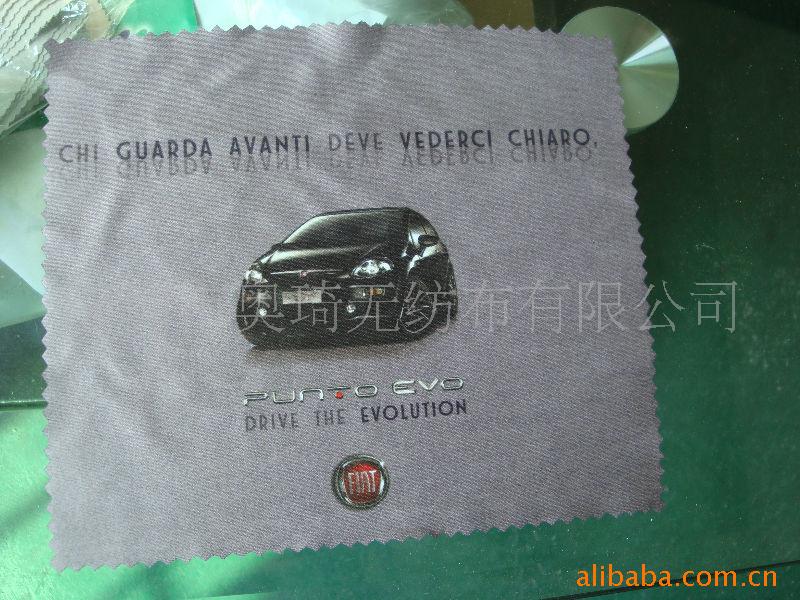 CHI GUARDA AVANTI DEVE VEDERCI CHIARO.
奥琦无纺布有限公司
PUNTO EVO
DRIVE THE EVOLUTION
FIAT
alibaba.com.cn